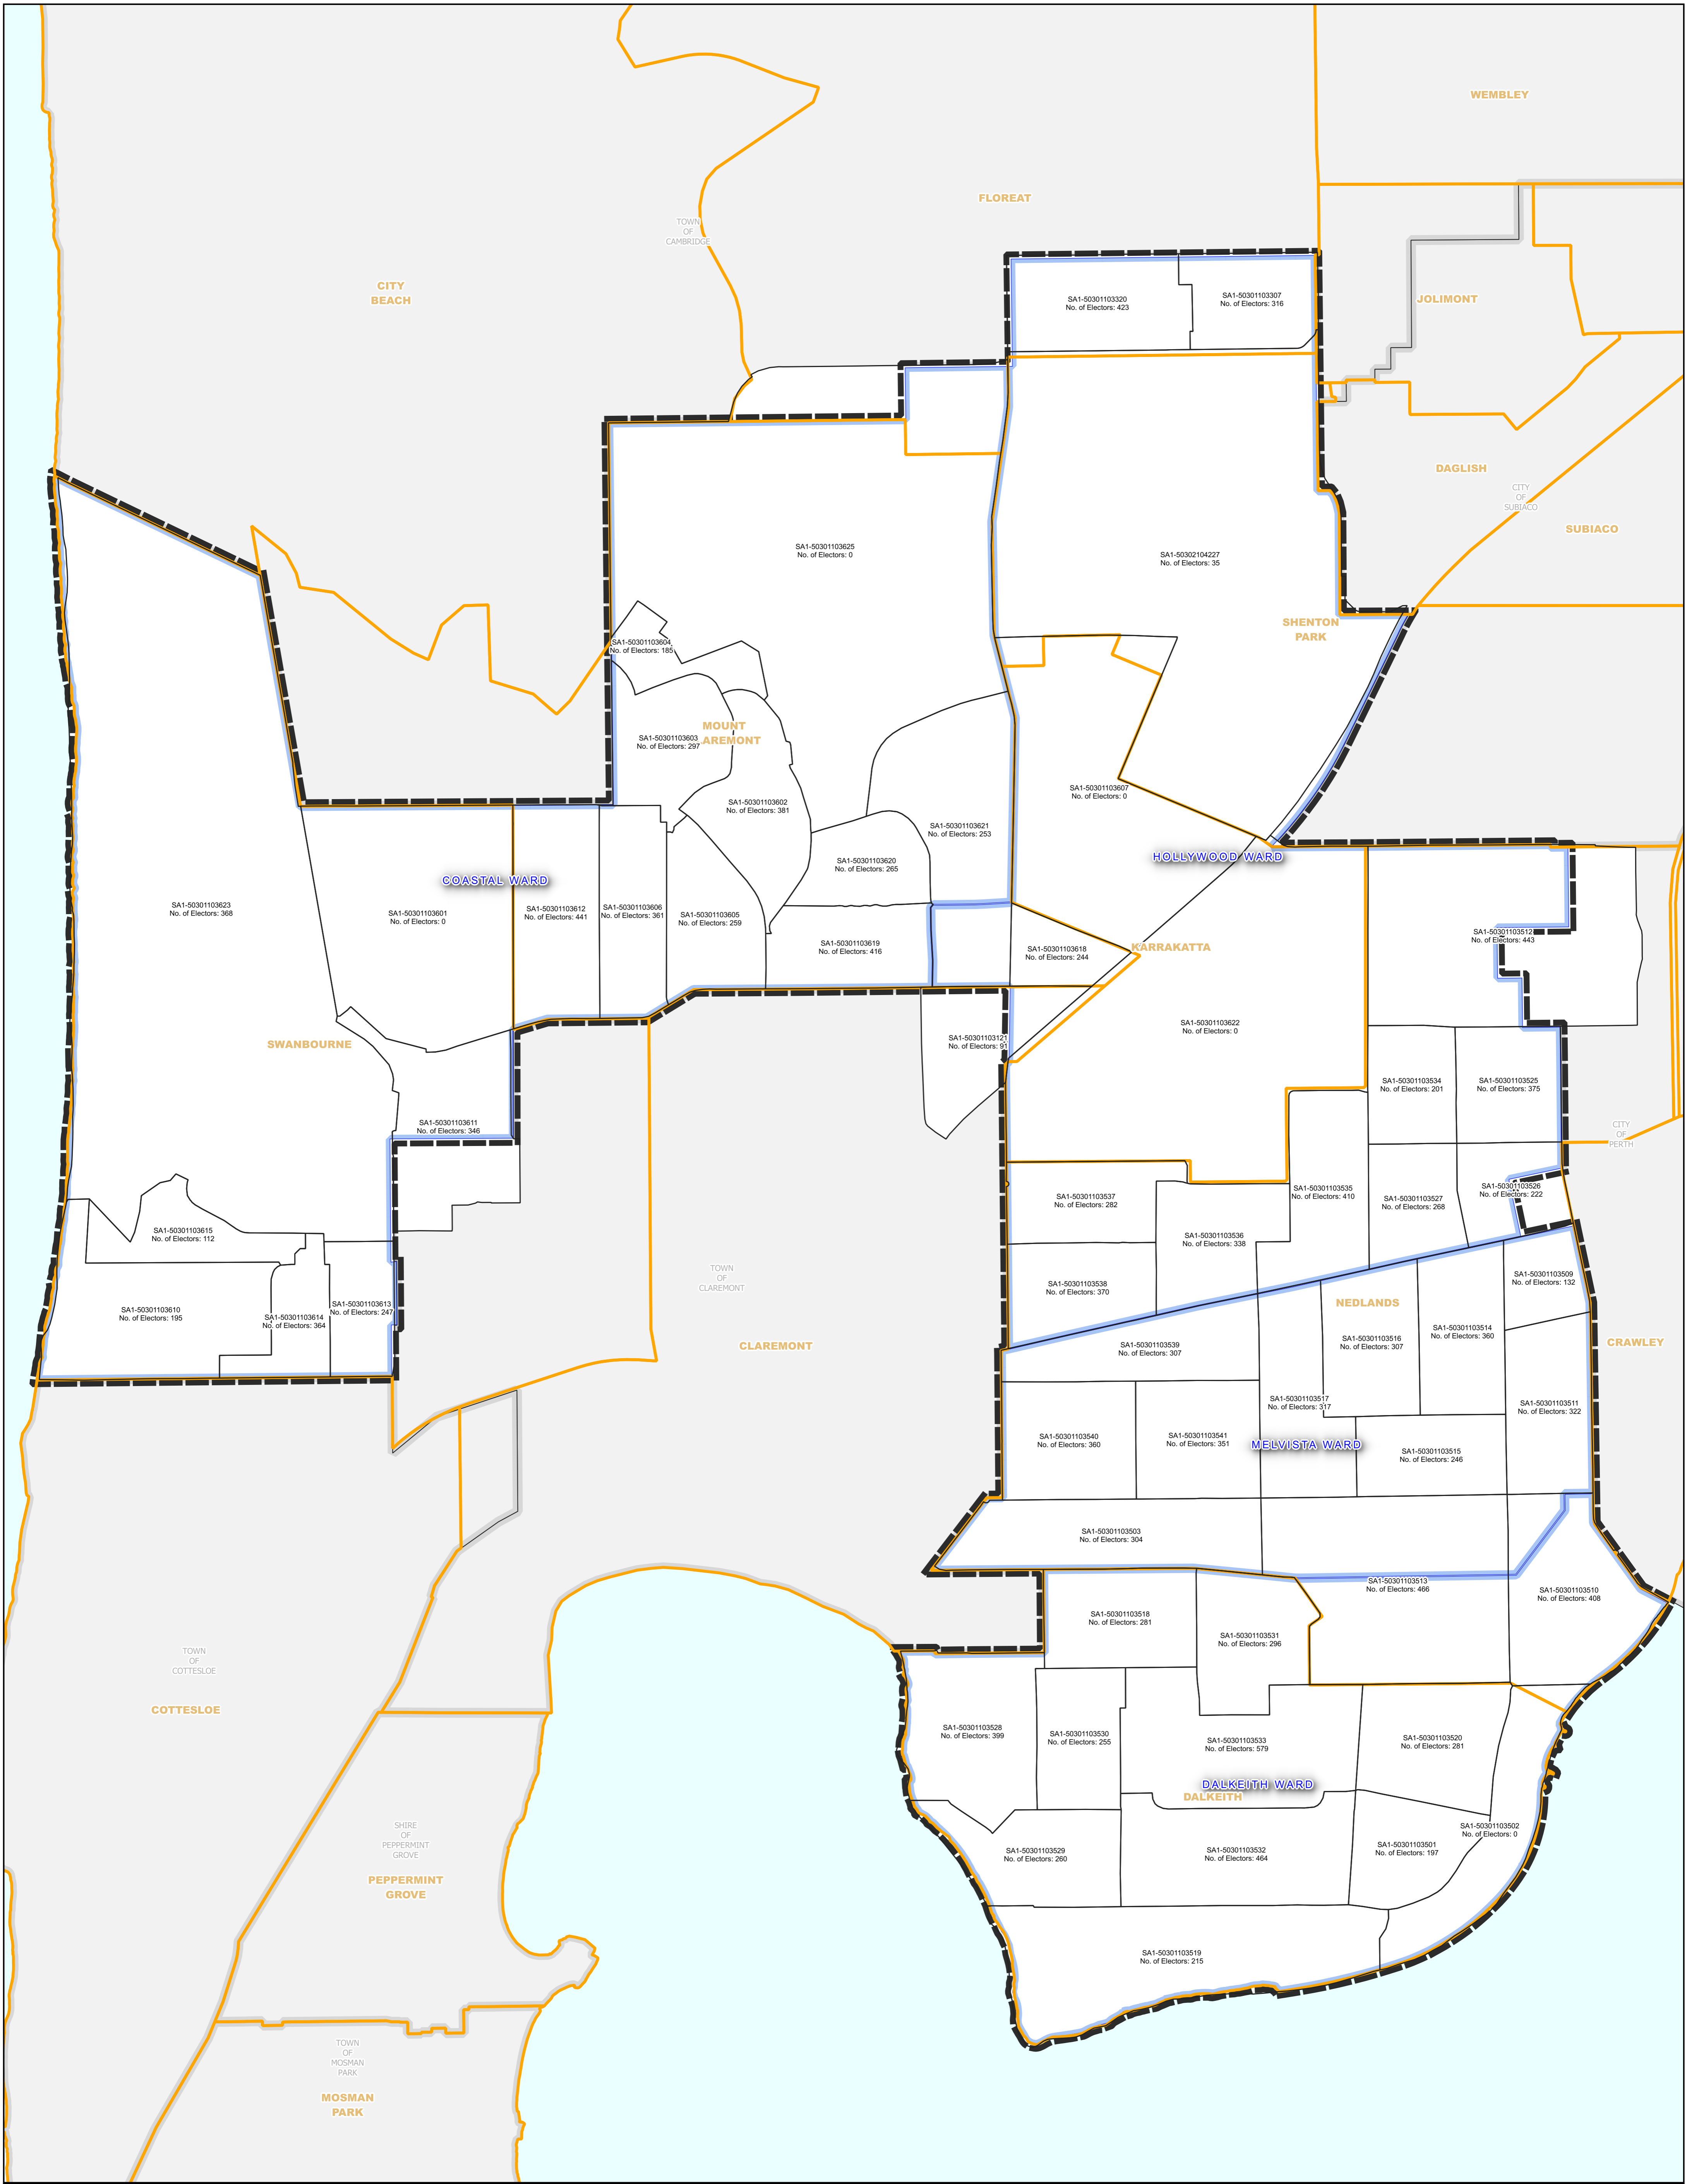 WEMBLEY
FLOREAT
TOWN
OF
CAMBRIDGE
CITY
BEACH
JOLIMONT
SA1-50301103320
No. of Electors: 423
SA1-50301103307
No. of Electors: 316
DAGLISH
CITY
OF
SUBIACO
SUBIACO
SA1-50301103625
No. of Electors: 0
SA1-50302104227
No. of Electors: 35
SHENTON
PARK
SA1-50301103604
No. of Electors: 185
MOUNT
AREMONT
SA1-50301103603
No. of Electors: 297
SA1-50301103602
No. of Electors: 381
SA1-50301103607
No. of Electors: 0
SA1-50301103621
No. of Electors: 253
HOLLYWOOD WARD
SA1-50301103620
No. of Electors: 265
COASTAL WARD
SA1-50301103623
No. of Electors: 368
SA1-50301103601
No. of Electors: 0
SA1-50301103612
No. of Electors: 441
SA1-50301103606
No. of Electors: 361
SA1-50301103605
No. of Electors: 259
SA1-50301103619
No. of Electors: 416
SA1-50301103618
No. of Electors: 244
KARRAKATTA
SA1-50301103512
No. of Electors: 443
SWANBOURNE
SA1-50301103121
No. of Electors: 91
SA1-50301103622
No. of Electors: 0
SA1-50301103534
No. of Electors: 201
SA1-50301103525
No. of Electors: 375
SA1-50301103611
No. of Electors: 346
CITY
OF
PERTH
SA1-50301103537
No. of Electors: 282
SA1-50301103535
No. of Electors: 410
SA1-50301103527
No. of Electors: 268
SA1-50301103526
No. of Electors: 222
SA1-50301103615
No. of Electors: 112
SA1-50301103536
No. of Electors: 338
TOWN
OF
CLAREMONT
SA1-50301103538
No. of Electors: 370
SA1-50301103509
No. of Electors: 132
NEDLANDS
SA1-50301103610
No. of Electors: 195
SA1-50301103614
No. of Electors: 364
SA1-50301103613
No. of Electors: 247
CLAREMONT
SA1-50301103539
No. of Electors: 307
SA1-50301103516
No. of Electors: 307
SA1-50301103514
No. of Electors: 360
CRAWLEY
SA1-50301103517
No. of Electors: 317
SA1-50301103511
No. of Electors: 322
SA1-50301103540
No. of Electors: 360
SA1-50301103541
No. of Electors: 351
MELVISTA WARD
SA1-50301103515
No. of Electors: 246
SA1-50301103503
No. of Electors: 304
SA1-50301103513
No. of Electors: 466
SA1-50301103510
No. of Electors: 408
SA1-50301103518
No. of Electors: 281
SA1-50301103531
No. of Electors: 296
TOWN
OF
COTTESLOE
COTTESLOE
SA1-50301103528
No. of Electors: 399
SA1-50301103530
No. of Electors: 255
SA1-50301103533
No. of Electors: 579
SA1-50301103520
No. of Electors: 281
DALKEITH WARD
DALKEITH
SHIRE
OF
PEPPERMINT
GROVE
PEPPERMINT
GROVE
SA1-50301103502
No. of Electors: 0
SA1-50301103529
No. of Electors: 260
SA1-50301103532
No. of Electors: 464
SA1-50301103501
No. of Electors: 197
SA1-50301103519
No. of Electors: 215
TOWN
OF
MOSMAN
PARK
MOSMAN
PARK